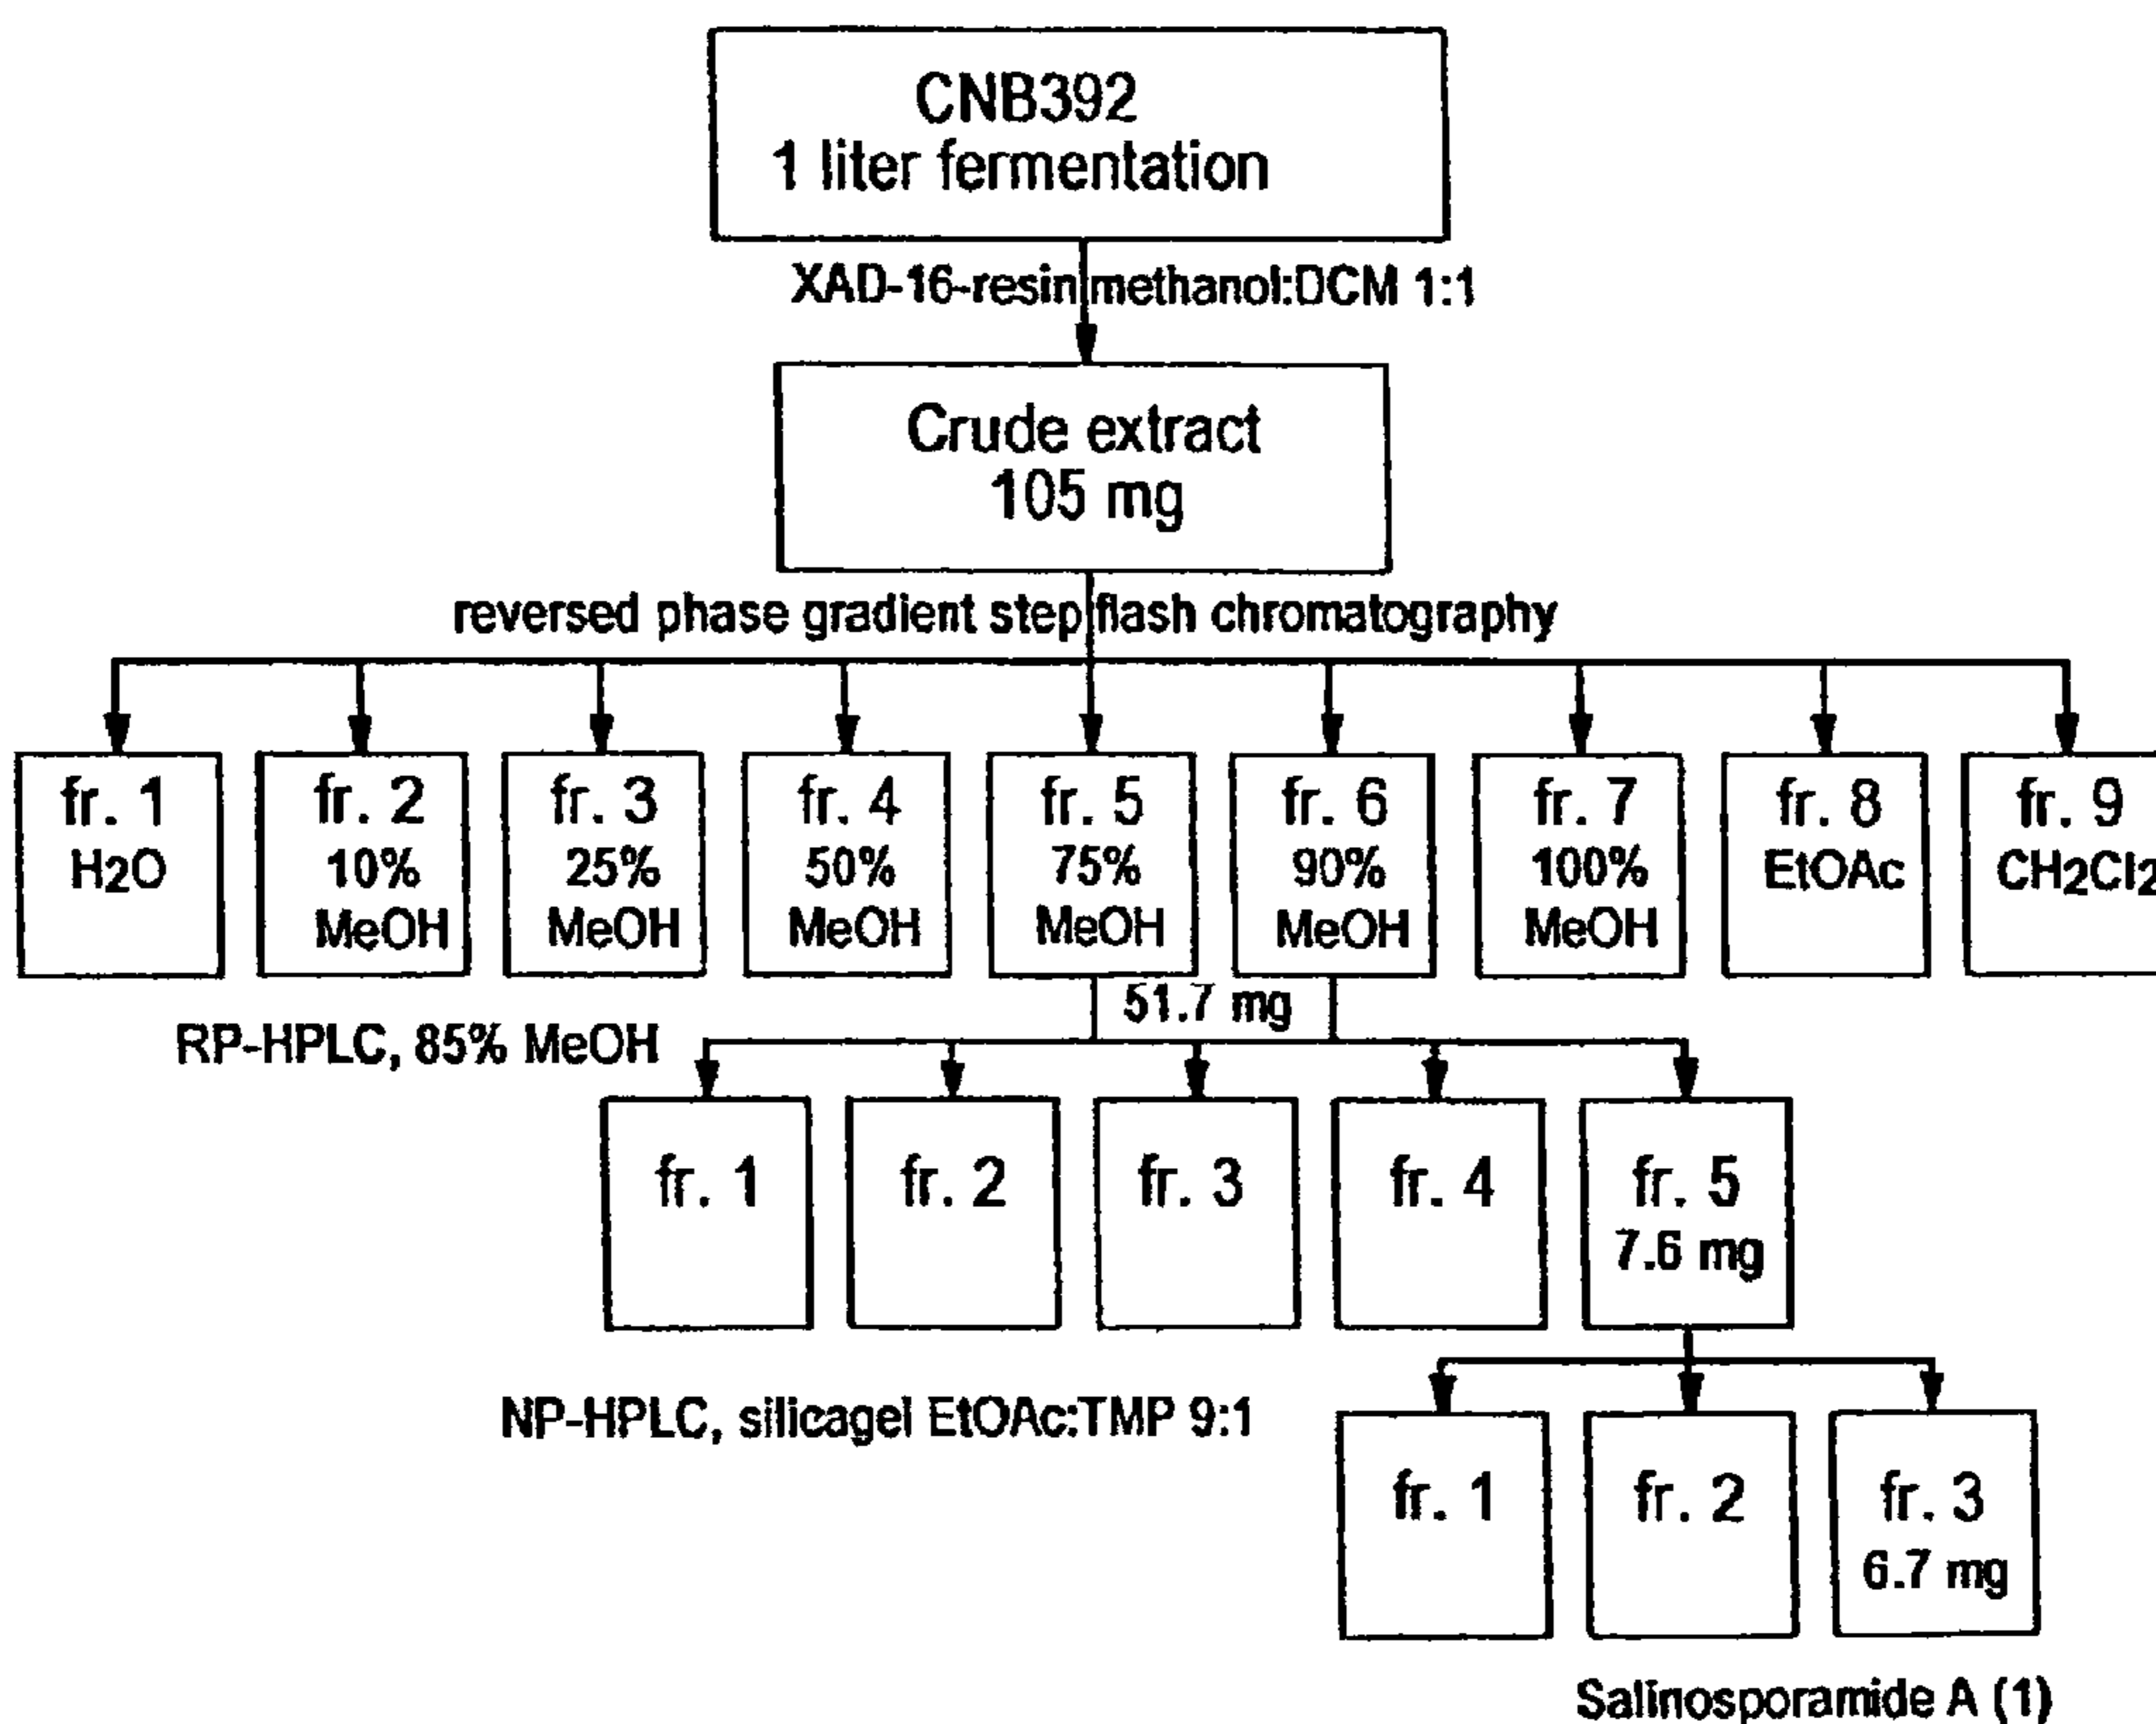 CNB392
1 liter fermentation
XAD-16-resin methanol:DCM 1:1
Crude extract
105 mg
reversed phase gradient step flash chromatography
fr. 1
H2O
fr. 2
10%
MeOH
fr. 3
25%
MeOH
fr. 4
50%
MeOH
fr. 5
75%
MeOH
fr. 6
90%
MeOH
fr. 7
100%
MeOH
fr. 8
EtOAc
fr. 9
CH2Cl2
51.7 mg
RP-HPLC, 85% MeOH
fr. 1
fr. 2
fr. 3
fr. 4
fr. 5
7.6 mg
NP-HPLC, silicagel EtOAc:TMP 9:1
fr. 1
fr. 2
fr. 3
6.7 mg
Salinosporamide A (1)